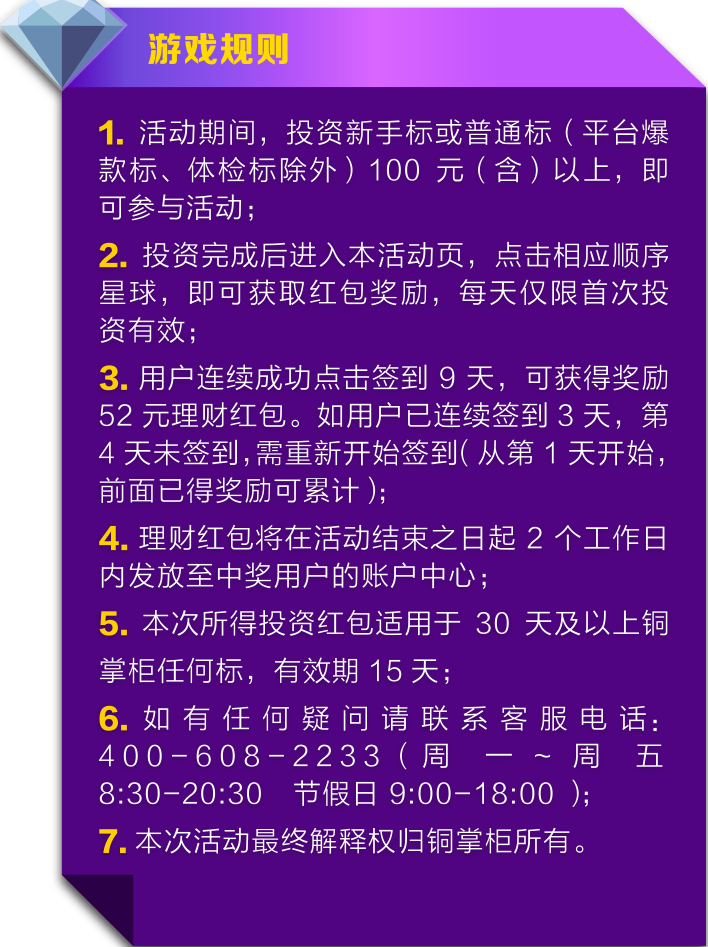 游戏规则
1. 活动期间，投资新手标或普通标（平台爆
款标、体检标除外）100 元（含）以上，即
可参与活动；
2. 投资完成后进入本活动页，点击相应顺序
星球，即可获取红包奖励，每天仅限首次投
资有效；
3. 用户连续成功点击签到 9 天，可获得奖励
52 元理财红包。如用户已连续签到 3 天，第
4 天未签到，需重新开始签到（从第 1 天开始，
前面已得奖励可累计）；
4. 理财红包将在活动结束之日起 2 个工作日
内发放至中奖用户的账户中心；
5. 本次所得投资红包适用于 30 天及以上铜
掌柜任何标，有效期 15 天；
6. 如有任何疑问请联系客服电话：
400-608-2233（周一~周五
8:30-20:30 节假日 9:00-18:00 ）；
7. 本次活动最终解释权归铜掌柜所有。